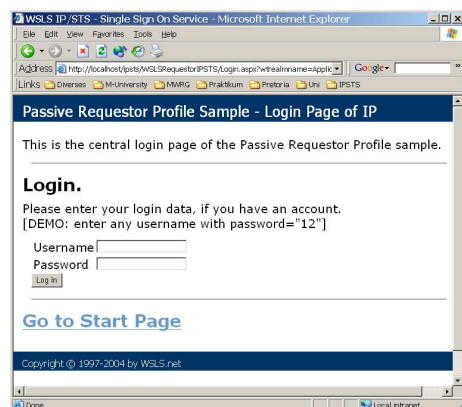 WSLS IP/STS - Single Sign On Service - Microsoft Internet Explorer
File Edit View Favorites Tools Help
Address http://localhost/ipsts/WSLSRequestorIPSTS/Login.aspx?wtrealmname=Applic Google »
Links Diverses M-University MWRG Praktikum Pretoria Uni IPSTS
Passive Requestor Profile Sample - Login Page of IP
This is the central login page of the Passive Requestor Profile sample.
Login.
Please enter your login data, if you have an account.
[DEMO: enter any username with password="12"]
Username
Password
Log In
Go to Start Page
Copyright © 1997-2004 by WSLS.net
Done Local intranet